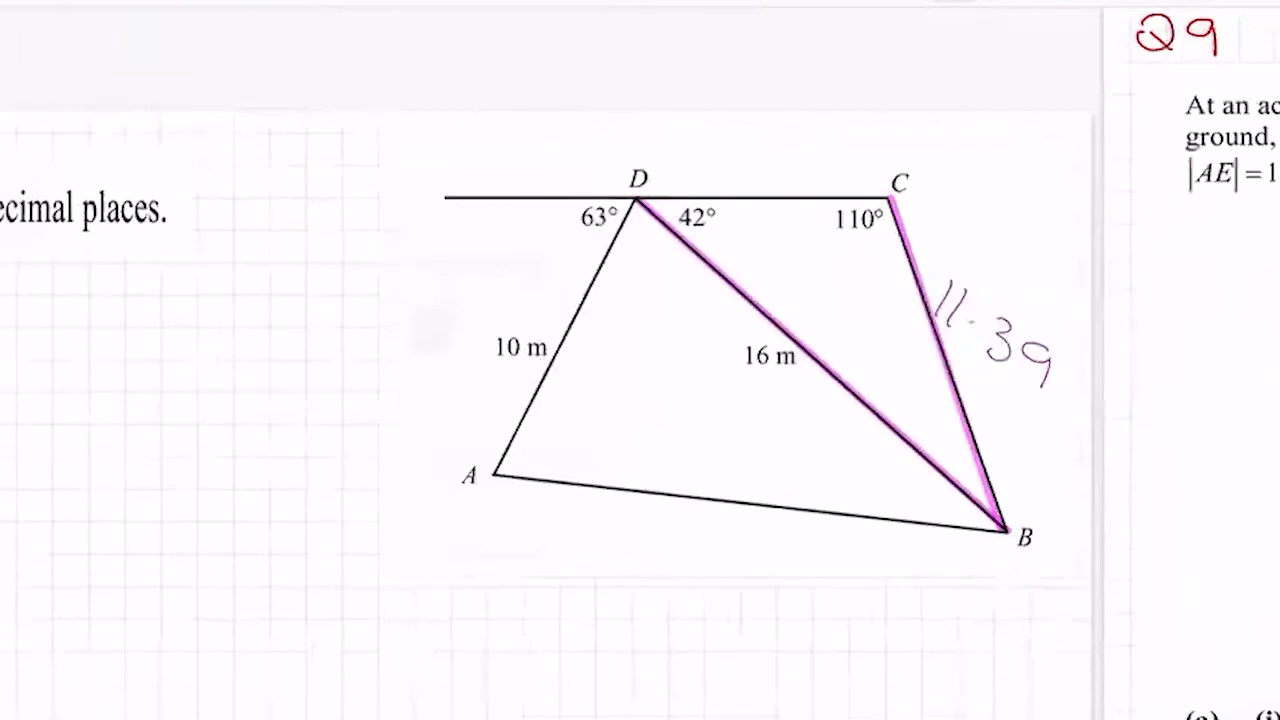 Q9
At an ac
ground,
|AE| = 1
ecimal places.
D
C
63°
42°
110°
11.39
10 m
16 m
A
B
(a) (i)